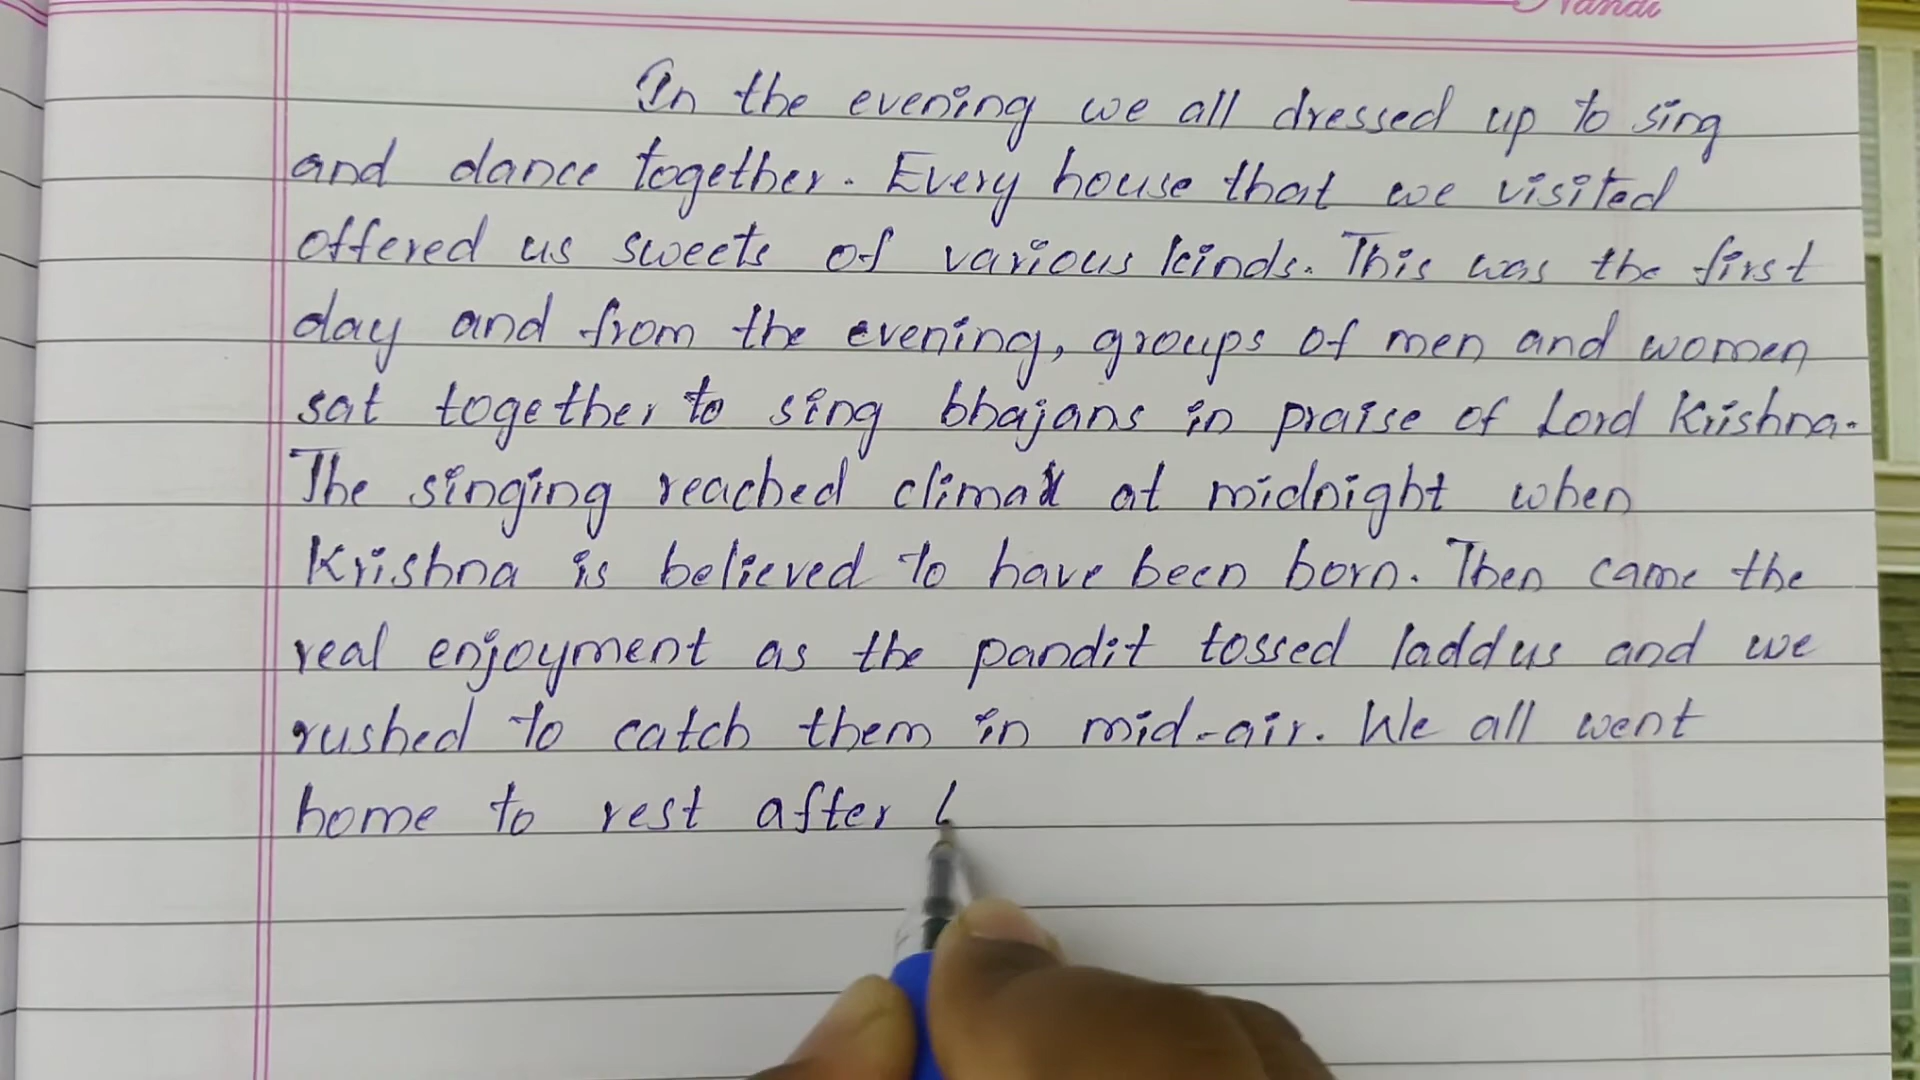 Nandi
In the evening we all dressed up to sing
and dance together. Every house that we visited
offered us sweets of various kinds. This was the first
day and from the evening, groups of men and women
sat together to sing bhajans in praise of Lord Krishna.
The singing reached climax at midnight when
Krishna is believed to have been born. Then came the
real enjoyment as the pandit tossed laddus and we
rushed to catch them in mid-air. We all went
home to rest after